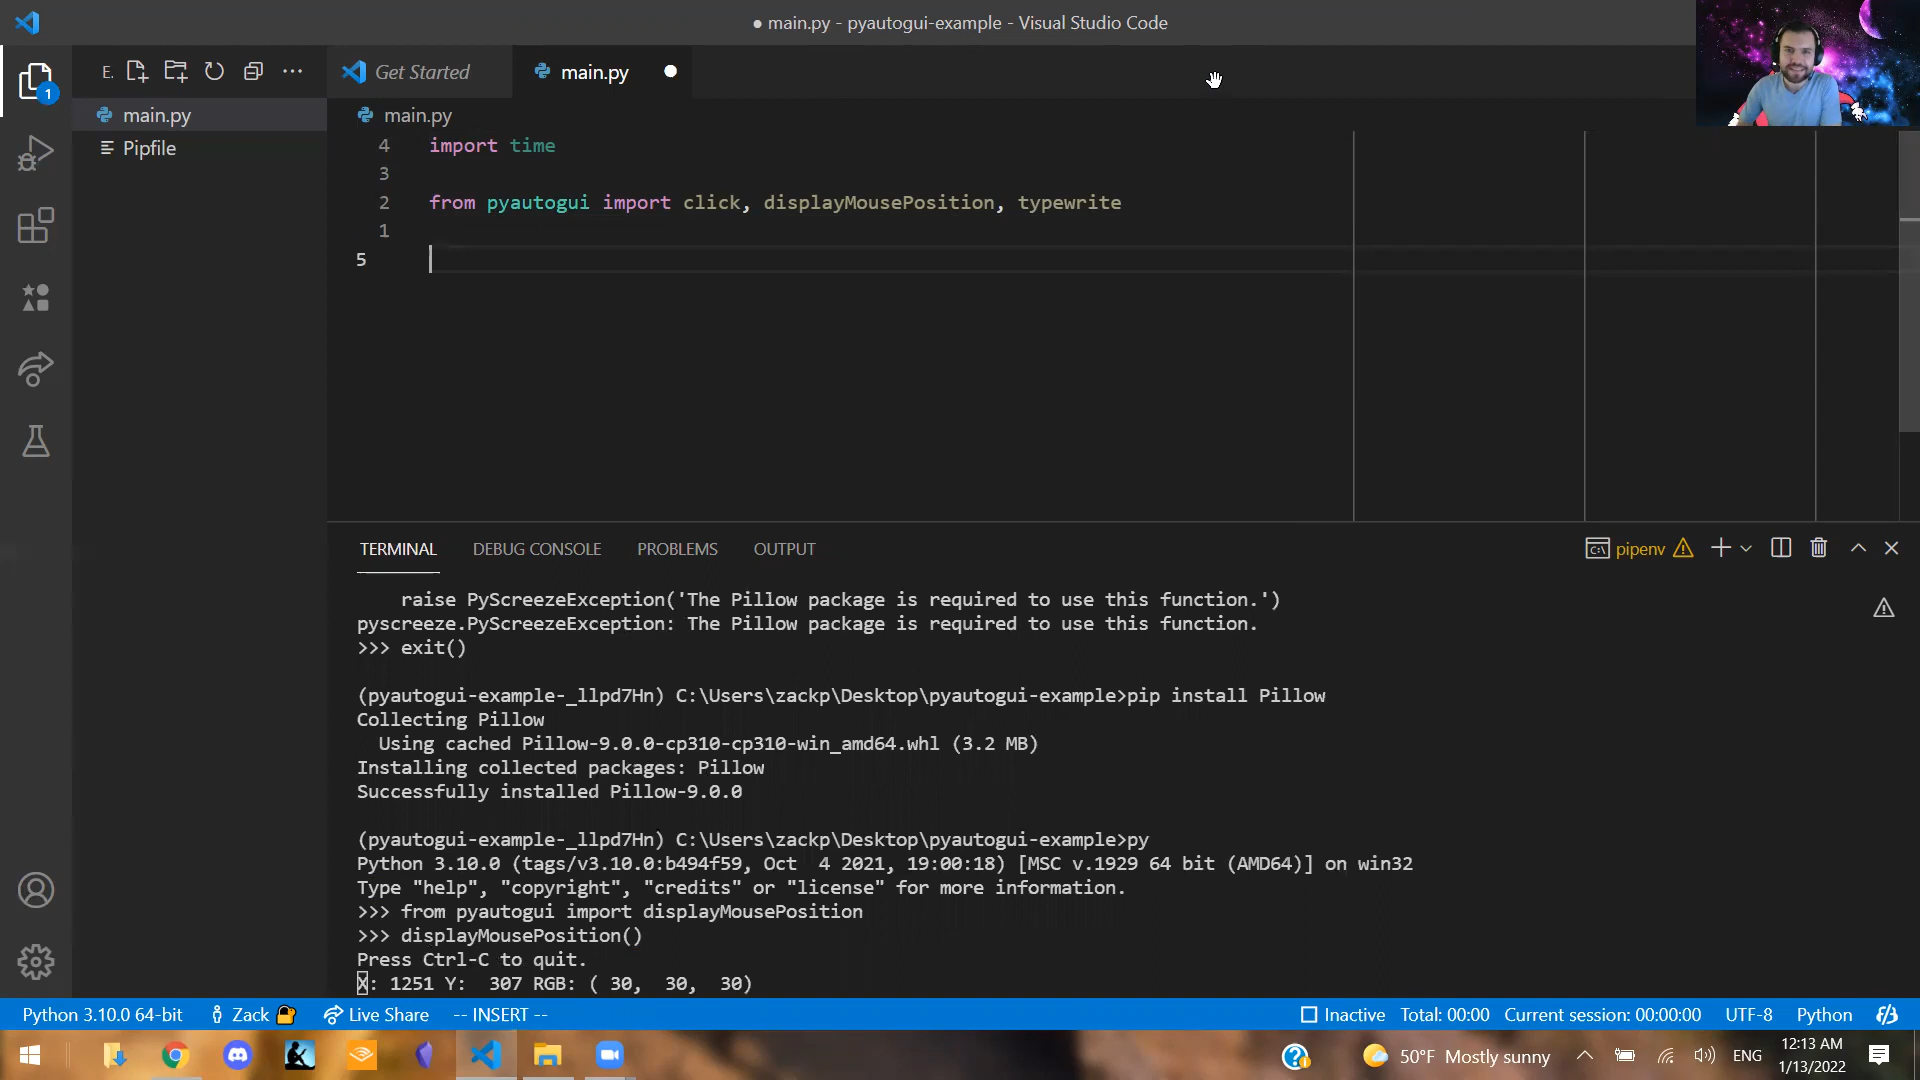 ● main.py - pyautogui-example - Visual Studio Code
E.
Get Started
main.py
1
main.py
Pipfile
main.py
4 import time
3
2 from pyautogui import click, displayMousePosition, typewrite
1
5
TERMINAL DEBUG CONSOLE PROBLEMS OUTPUT
pipenv
raise PyScreezeException('The Pillow package is required to use this function.')
pyscreeze.PyScreezeException: The Pillow package is required to use this function.
>>> exit()
(pyautogui-example-_llpd7Hn) C:\Users\zackp\Desktop\pyautogui-example>pip install Pillow
Collecting Pillow
Using cached Pillow-9.0.0-cp310-cp310-win_amd64.whl (3.2 MB)
Installing collected packages: Pillow
Successfully installed Pillow-9.0.0
(pyautogui-example-_llpd7Hn) C:\Users\zackp\Desktop\pyautogui-example>py
Python 3.10.0 (tags/v3.10.0:b494f59, Oct  4 2021, 19:00:18) [MSC v.1929 64 bit (AMD64)] on win32
Type "help", "copyright", "credits" or "license" for more information.
>>> from pyautogui import displayMousePosition
>>> displayMousePosition()
Press Ctrl-C to quit.
X: 1251 Y:  307 RGB: ( 30,  30,  30)
Python 3.10.0 64-bit Zack Live Share -- INSERT -- Inactive Total: 00:00 Current session: 00:00:00 UTF-8 Python
50°F Mostly sunny ENG
12:13 AM
1/13/2022